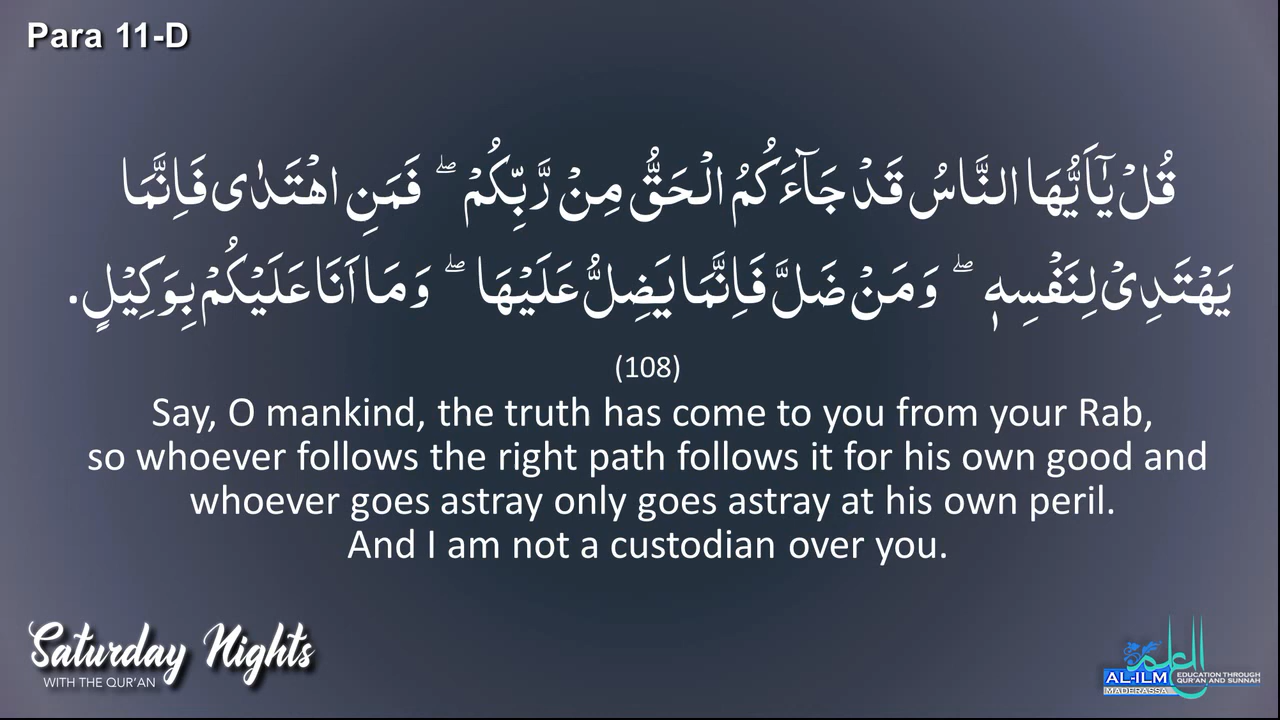 Para 11-D
قُلْ يٰٓاَيُّهَا النَّاسُ قَدْ جَآءَكُمُ الْحَقُّ مِنْ رَّبِّكُمْ ۖ فَمَنِ اهْتَدٰى فَاِنَّمَا
يَهْتَدِىْ لِنَفْسِهٖ ۖ وَمَنْ ضَلَّ فَاِنَّمَا يَضِلُّ عَلَيْهَا ۖ وَمَا اَنَا عَلَيْكُمْ بِوَكِيْلٍ.
(108)
Say, O mankind, the truth has come to you from your Rab,
so whoever follows the right path follows it for his own good and
whoever goes astray only goes astray at his own peril.
And I am not a custodian over you.
Saturday Nights
WITH THE QUR'AN
العلم
AL-ILM
MADERASSA
EDUCATION THROUGH
QUR'AN AND SUNNAH